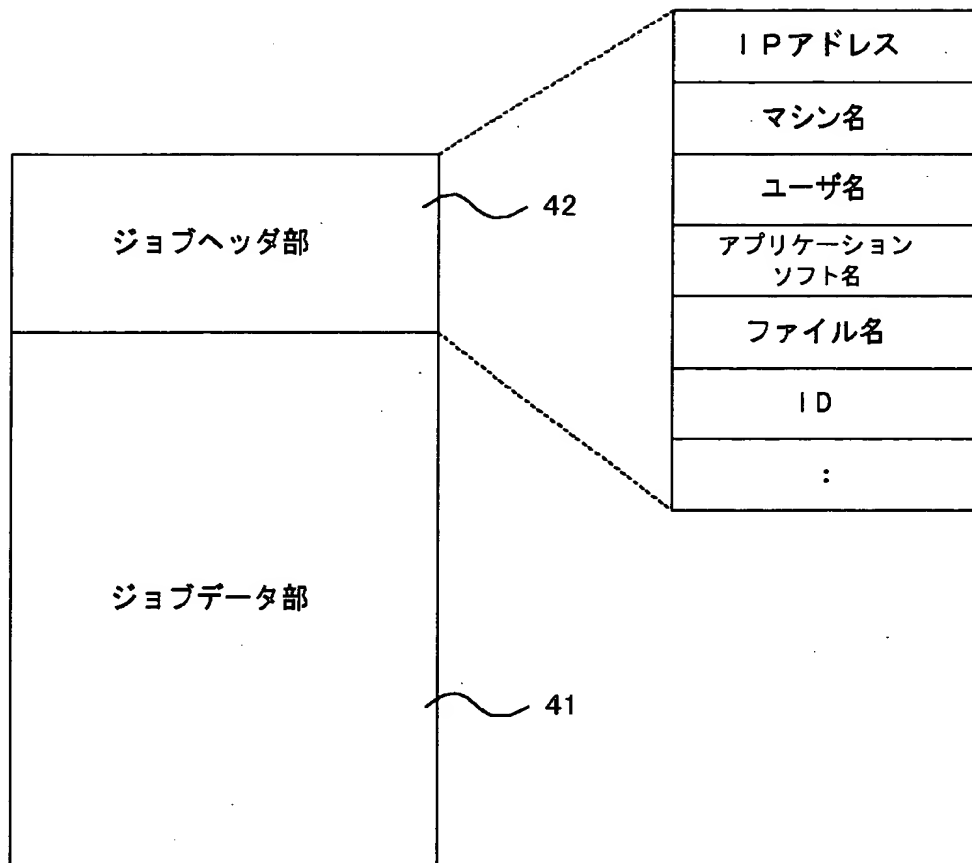 IPアドレス
マシン名
ユーザ名
アプリケーション
ソフト名
ファイル名
ID
:
ジョブヘッダ部
42
ジョブデータ部
41